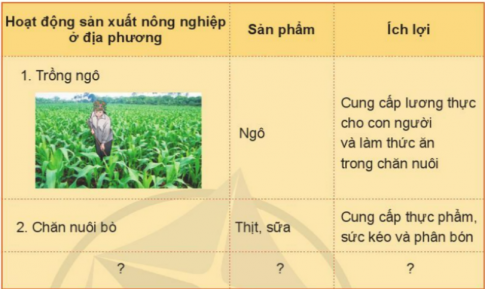 Hoạt động sản xuất nông nghiệp
ở địa phương
Sản phẩm
Ích lợi
1. Trồng ngô
Ngô
Cung cấp lương thực
cho con người
và làm thức ăn
trong chăn nuôi
2. Chăn nuôi bò
Thịt, sữa
Cung cấp thực phẩm,
sức kéo và phân bón
?
?
?